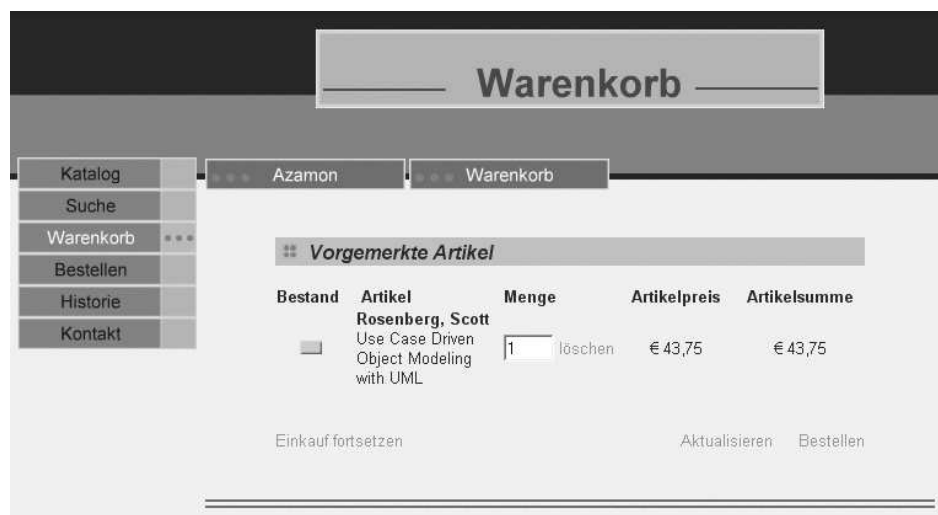 Warenkorb
Azamon Warenkorb
Katalog
Suche
Warenkorb
Bestellen
Historie
Kontakt
Vorgemerkte Artikel
Bestand Artikel Menge Artikelpreis Artikelsumme
Rosenberg, Scott
Use Case Driven
Object Modeling
with UML
1 löschen € 43,75 € 43,75
Einkauf fortsetzen Aktualisieren Bestellen